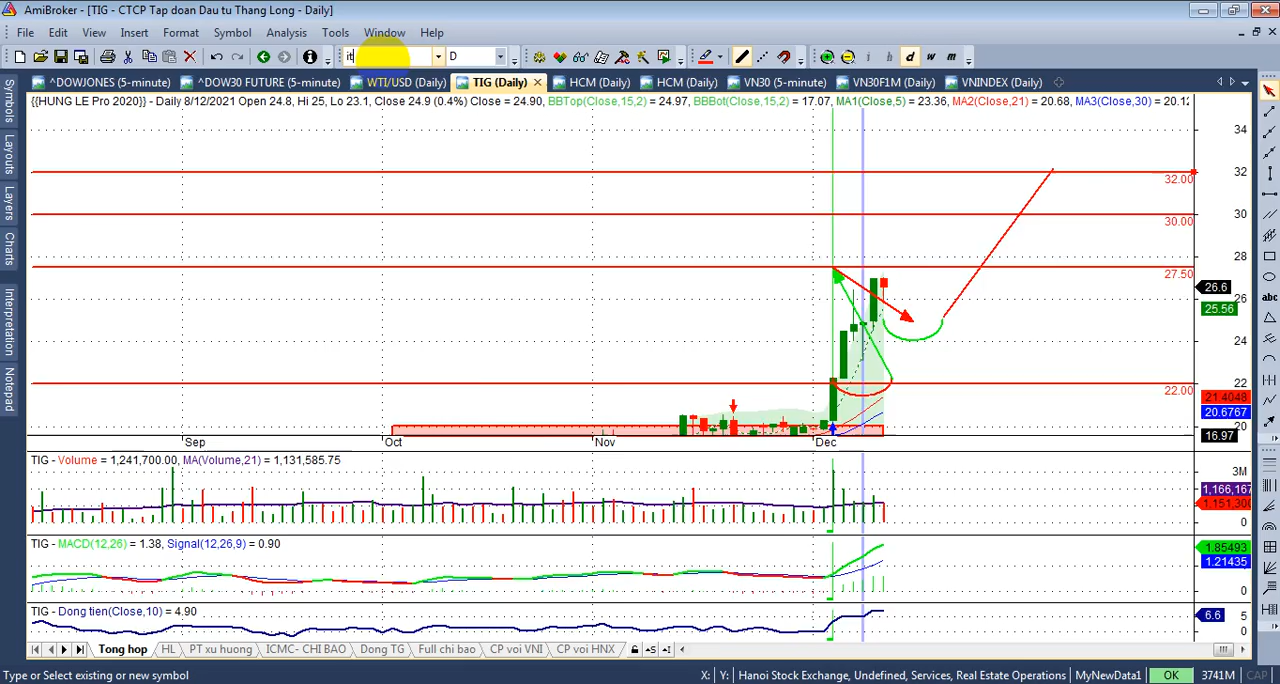 AmiBroker - [TIG - CTCP Tap doan Dau tu Thang Long - Daily]
File Edit View Insert Format Symbol Analysis Tools Window Help
it D i h i d w m
^DOWJONES (5-minute) ^DOW30 FUTURE (5-minute) WTI/USD (Daily) TIG (Daily) HCM (Daily) HCM (Daily) VN30 (5-minute) VN30F1M (Daily) VNINDEX (Daily)
{{HUNG LE Pro 2020}} - Daily 8/12/2021 Open 24.8, Hi 25, Lo 23.1, Close 24.9 (0.4%) Close = 24.90, BBTop(Close,15,2) = 24.97, BBBot(Close,15,2) = 17.07, MA1(Close,5) = 23.36, MA2(Close,21) = 20.68, MA3(Close,30) = 20.12
Symbols
Layouts
Layers
Charts
Interpretation
Notepad
34
32
32.00
30
30.00
28
27.50
26.6
26
25.56
24
22
22.00
21.4048
20.6767
20
16.97
Sep Oct Nov Dec
abc
TIG - Volume = 1,241,700.00, MA(Volume,21) = 1,131,585.75
3M
1,166,167
1,151,300
0
TIG - MACD(12,26) = 1.38, Signal(12,26,9) = 0.90
1.85493
1.21435
0
TIG - Dong tien(Close,10) = 4.90
6.6 5
0
Tong hop HL PT xu huong ICMC- CHI BAO Dong TG Full chi bao CP voi VNI CP voi HNX
Type or Select existing or new symbol X: Y: Hanoi Stock Exchange, Undefined, Services, Real Estate Operations MyNewData1 OK 3741M CAP